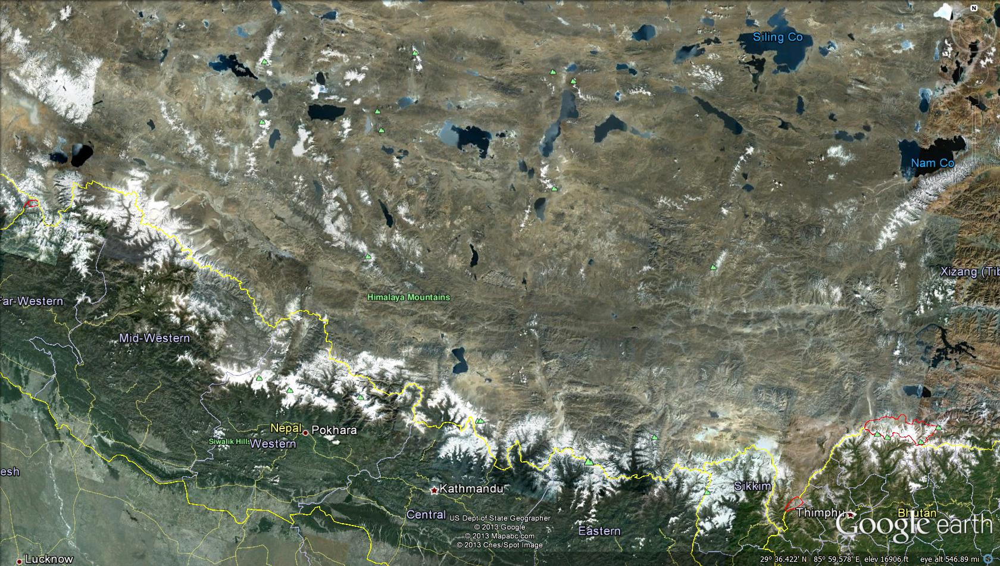 N
Siling Co
Nam Co
Xizang (Tib
Far-Western
Himalaya Mountains
Mid-Western
Nepal
Pokhara
Siwalik Hills
Western
esh
Kathmandu
Sikkim
Central
US Dept of State Geographer
© 2013 Google
© 2013 Mapabc.com
© 2013 Cnes/Spot Image
Eastern
Thimphu
Bhutan
Google earth
Lucknow
29° 36.422' N 85° 59.578' E elev 16906 ft eye alt 546.89 mi